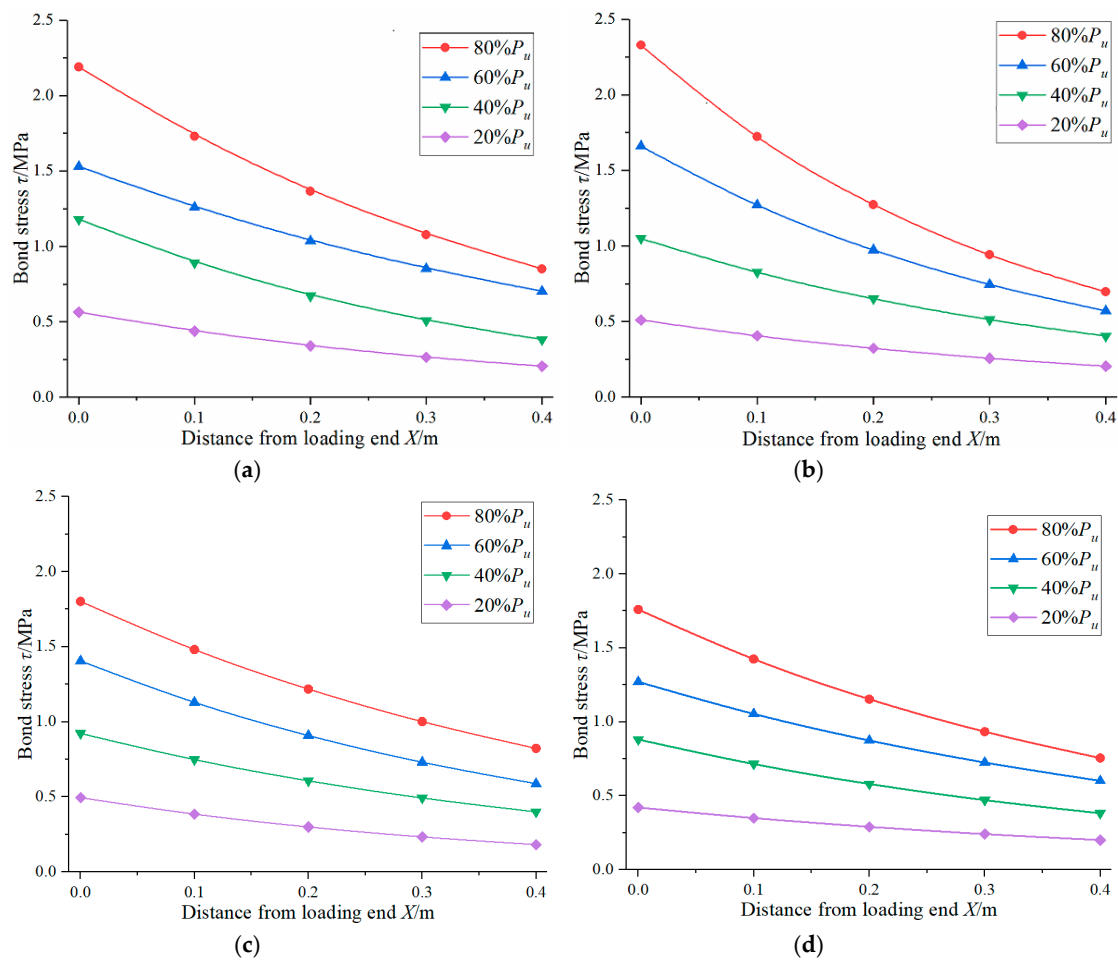 2.5
2.0
1.5
1.0
0.5
0.0
Bond stress τ/MPa
80%Pu
60%Pu
40%Pu
20%Pu
0.0 0.1 0.2 0.3 0.4
Distance from loading end X/m
(a)
2.5
2.0
1.5
1.0
0.5
0.0
Bond stress τ/MPa
80%Pu
60%Pu
40%Pu
20%Pu
0.0 0.1 0.2 0.3 0.4
Distance from loading end X/m
(b)
2.5
2.0
1.5
1.0
0.5
0.0
Bond stress τ/MPa
80%Pu
60%Pu
40%Pu
20%Pu
0.0 0.1 0.2 0.3 0.4
Distance from loading end X/m
(c)
2.5
2.0
1.5
1.0
0.5
0.0
Bond stress τ/MPa
80%Pu
60%Pu
40%Pu
20%Pu
0.0 0.1 0.2 0.3 0.4
Distance from loading end X/m
(d)